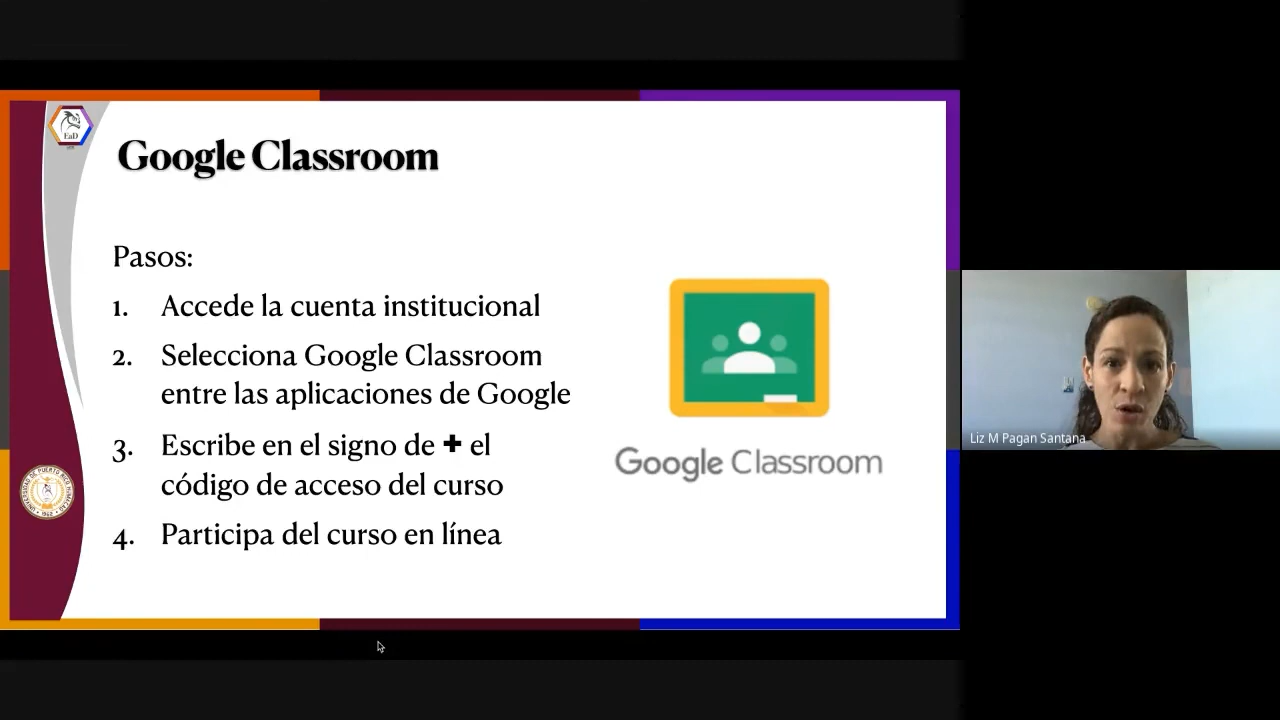 EaD
Google Classroom
Pasos:
1. Accede la cuenta institucional
2. Selecciona Google Classroom
entre las aplicaciones de Google
3. Escribe en el signo de + el
código de acceso del curso
4. Participa del curso en línea
Google Classroom
Liz M Pagan Santana